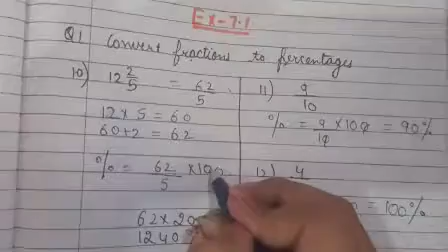 Ex-7.1
Q1 Convert fractions to percentages
10) 12 2/5 = 62/5
12 × 5 = 60
60+2 = 62
% = 62/5 × 100
62 × 20
1240
11) 9/10
% = 9/10 × 100 = 90%
12) 4
= 100%